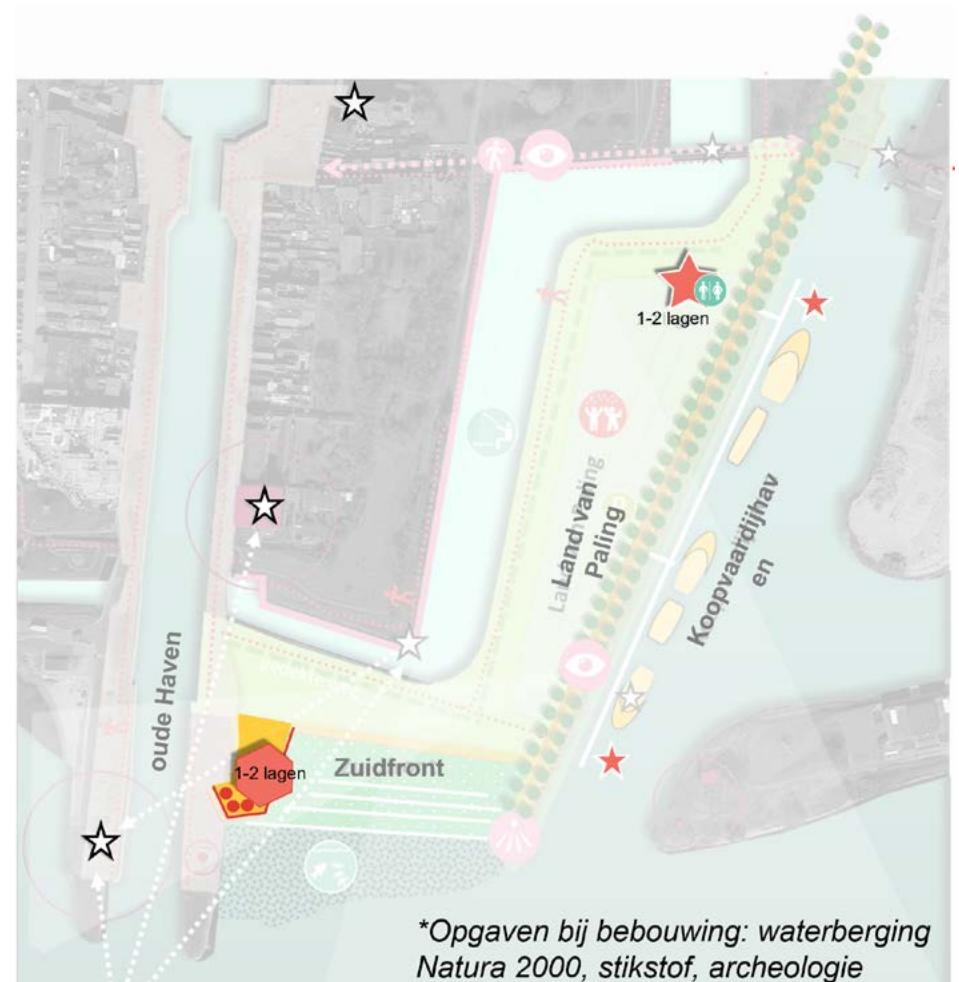 1-2 lagen
Land van
Paling
Koopvaardijhav
en
oude Haven
1-2 lagen
Zuidfront
*Opgaven bij bebouwing: waterberging
Natura 2000, stikstof, archeologie